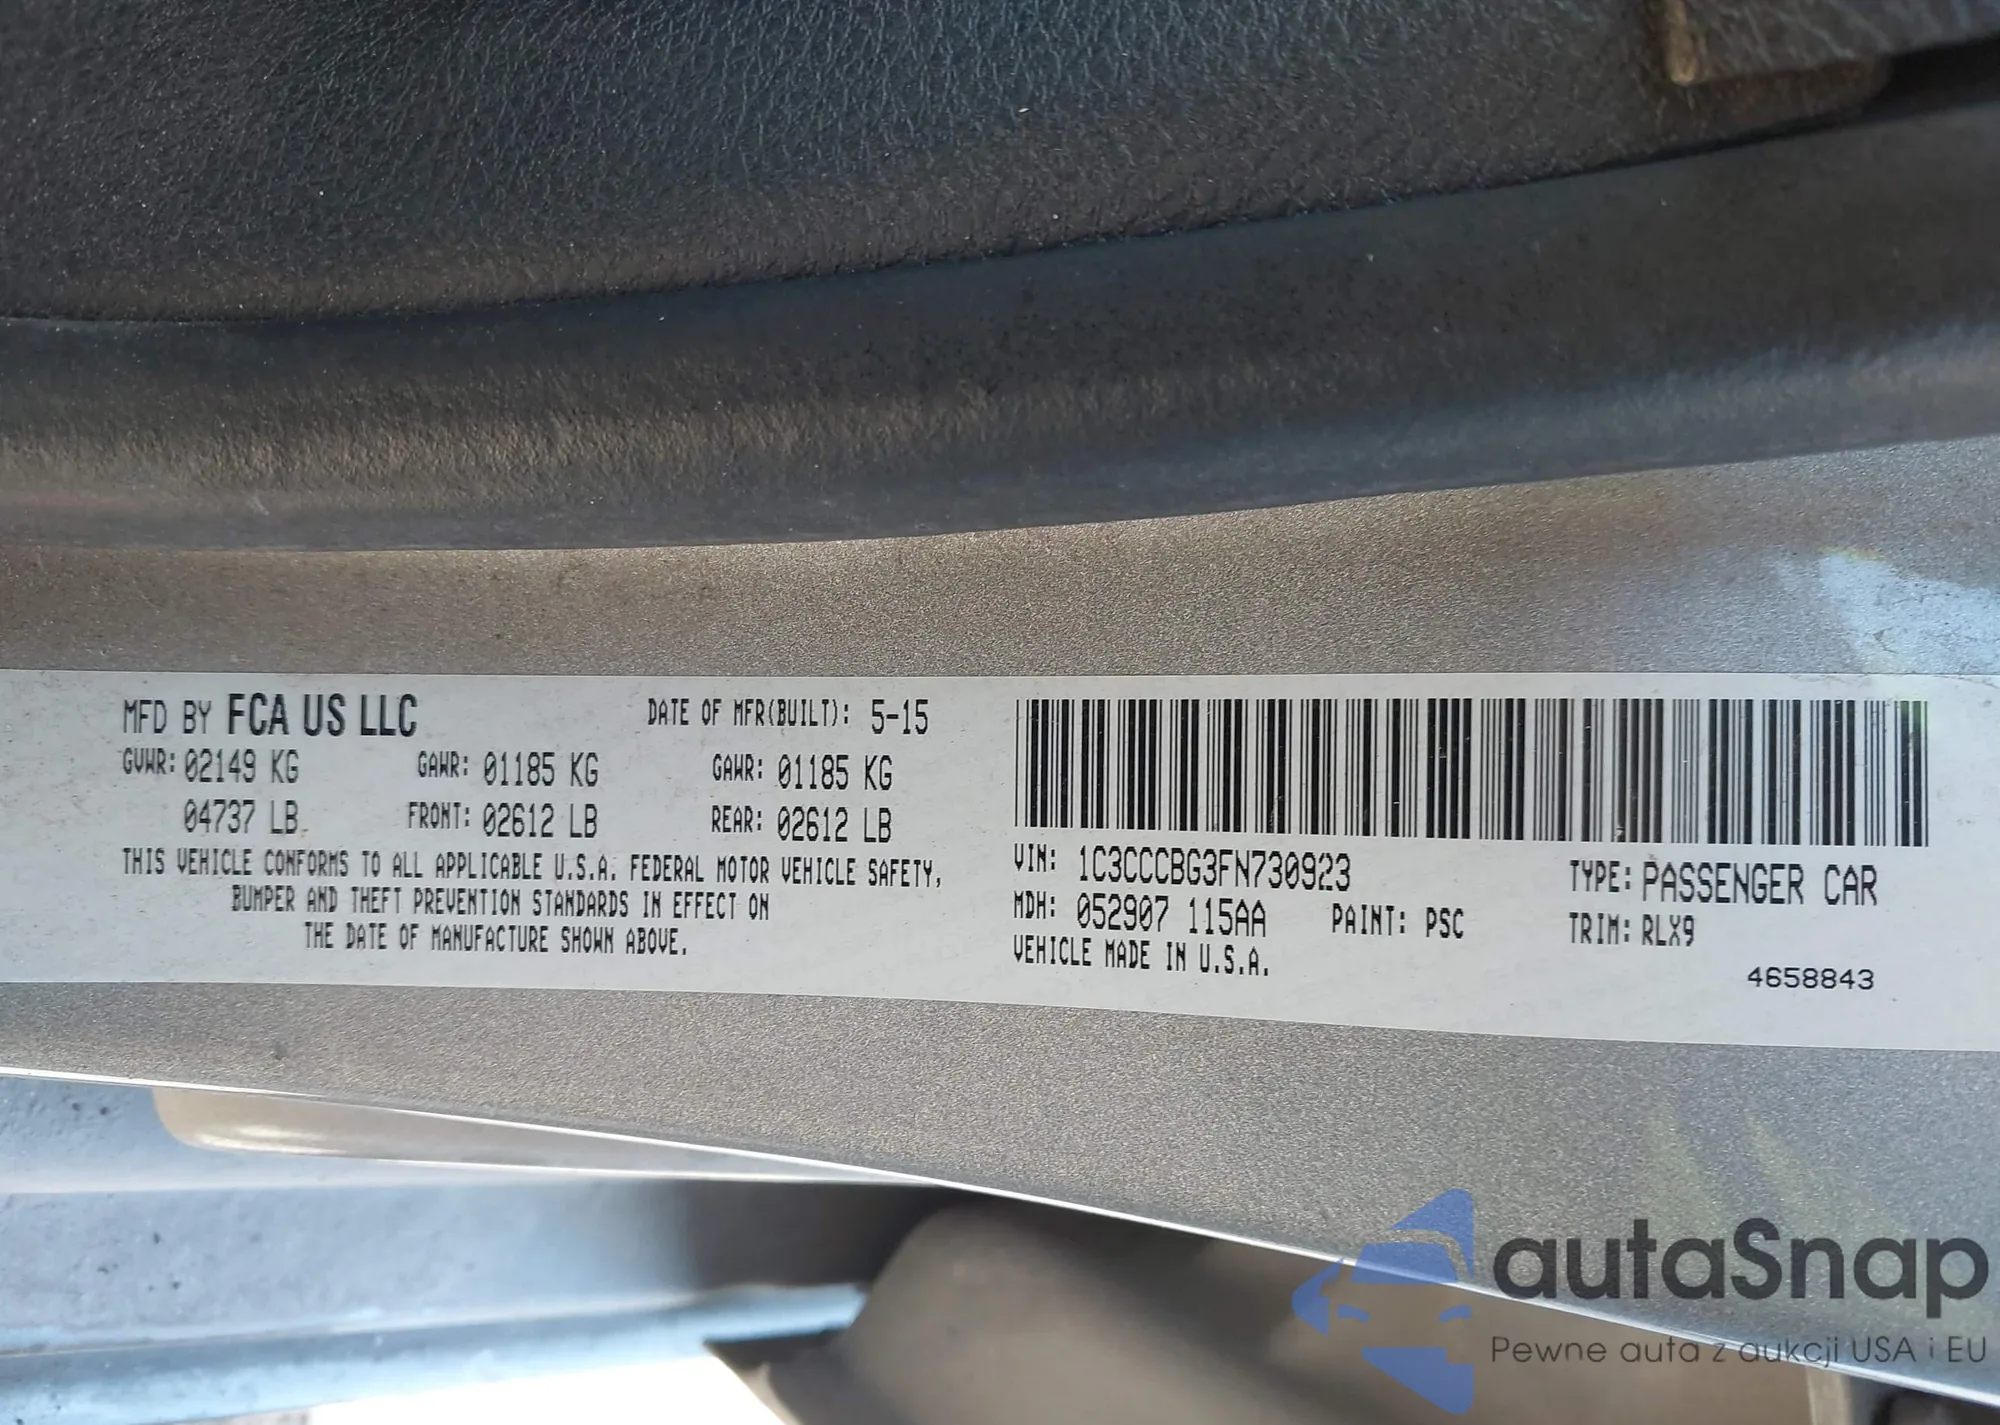 MFD BY FCA US LLC DATE OF MFR(BUILT): 5-15
GVWR: 02149 KG GAWR: 01185 KG GAWR: 01185 KG
04737 LB FRONT: 02612 LB REAR: 02612 LB
THIS VEHICLE CONFORMS TO ALL APPLICABLE U.S.A. FEDERAL MOTOR VEHICLE SAFETY,
BUMPER AND THEFT PREVENTION STANDARDS IN EFFECT ON
THE DATE OF MANUFACTURE SHOWN ABOVE.
VIN: 1C3CCCBG3FN730923 TYPE: PASSENGER CAR
MDH: 052907 115AA PAINT: PSC TRIM: RLX9
VEHICLE MADE IN U.S.A.
4658843
autaSnap
Pewne auta z aukcji USA i EU